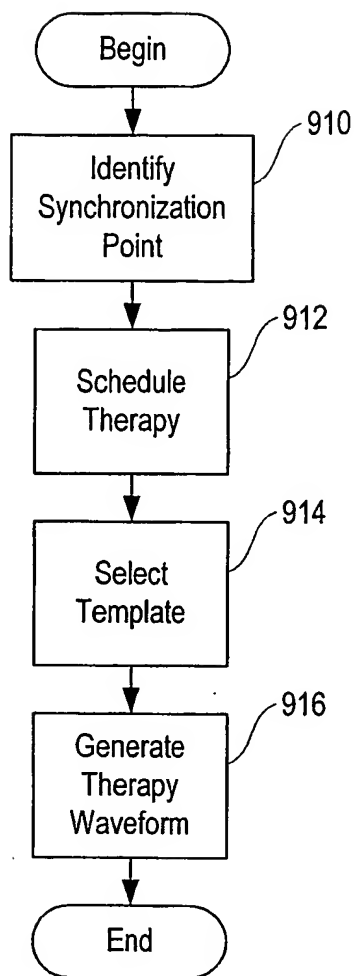 Begin
910
Identify
Synchronization
Point
912
Schedule
Therapy
914
Select
Template
916
Generate
Therapy
Waveform
End